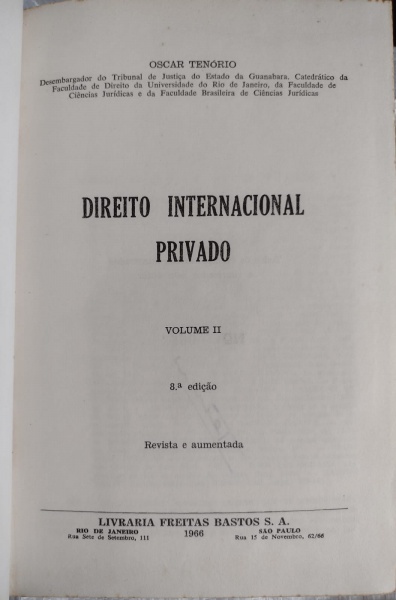 OSCAR TENÓRIO
Desembargador do Tribunal de Justiça do Estado da Guanabara, Catedrático da
Faculdade de Direito da Universidade do Rio de Janeiro, da Faculdade de
Ciências Jurídicas e da Faculdade Brasileira de Ciências Jurídicas
DIREITO INTERNACIONAL
PRIVADO
VOLUME II
8.ª edição
Revista e aumentada
LIVRARIA FREITAS BASTOS S. A.
RIO DE JANEIRO 1966 SÃO PAULO
Rua Sete de Setembro, 111 Rua 15 de Novembro, 62/66